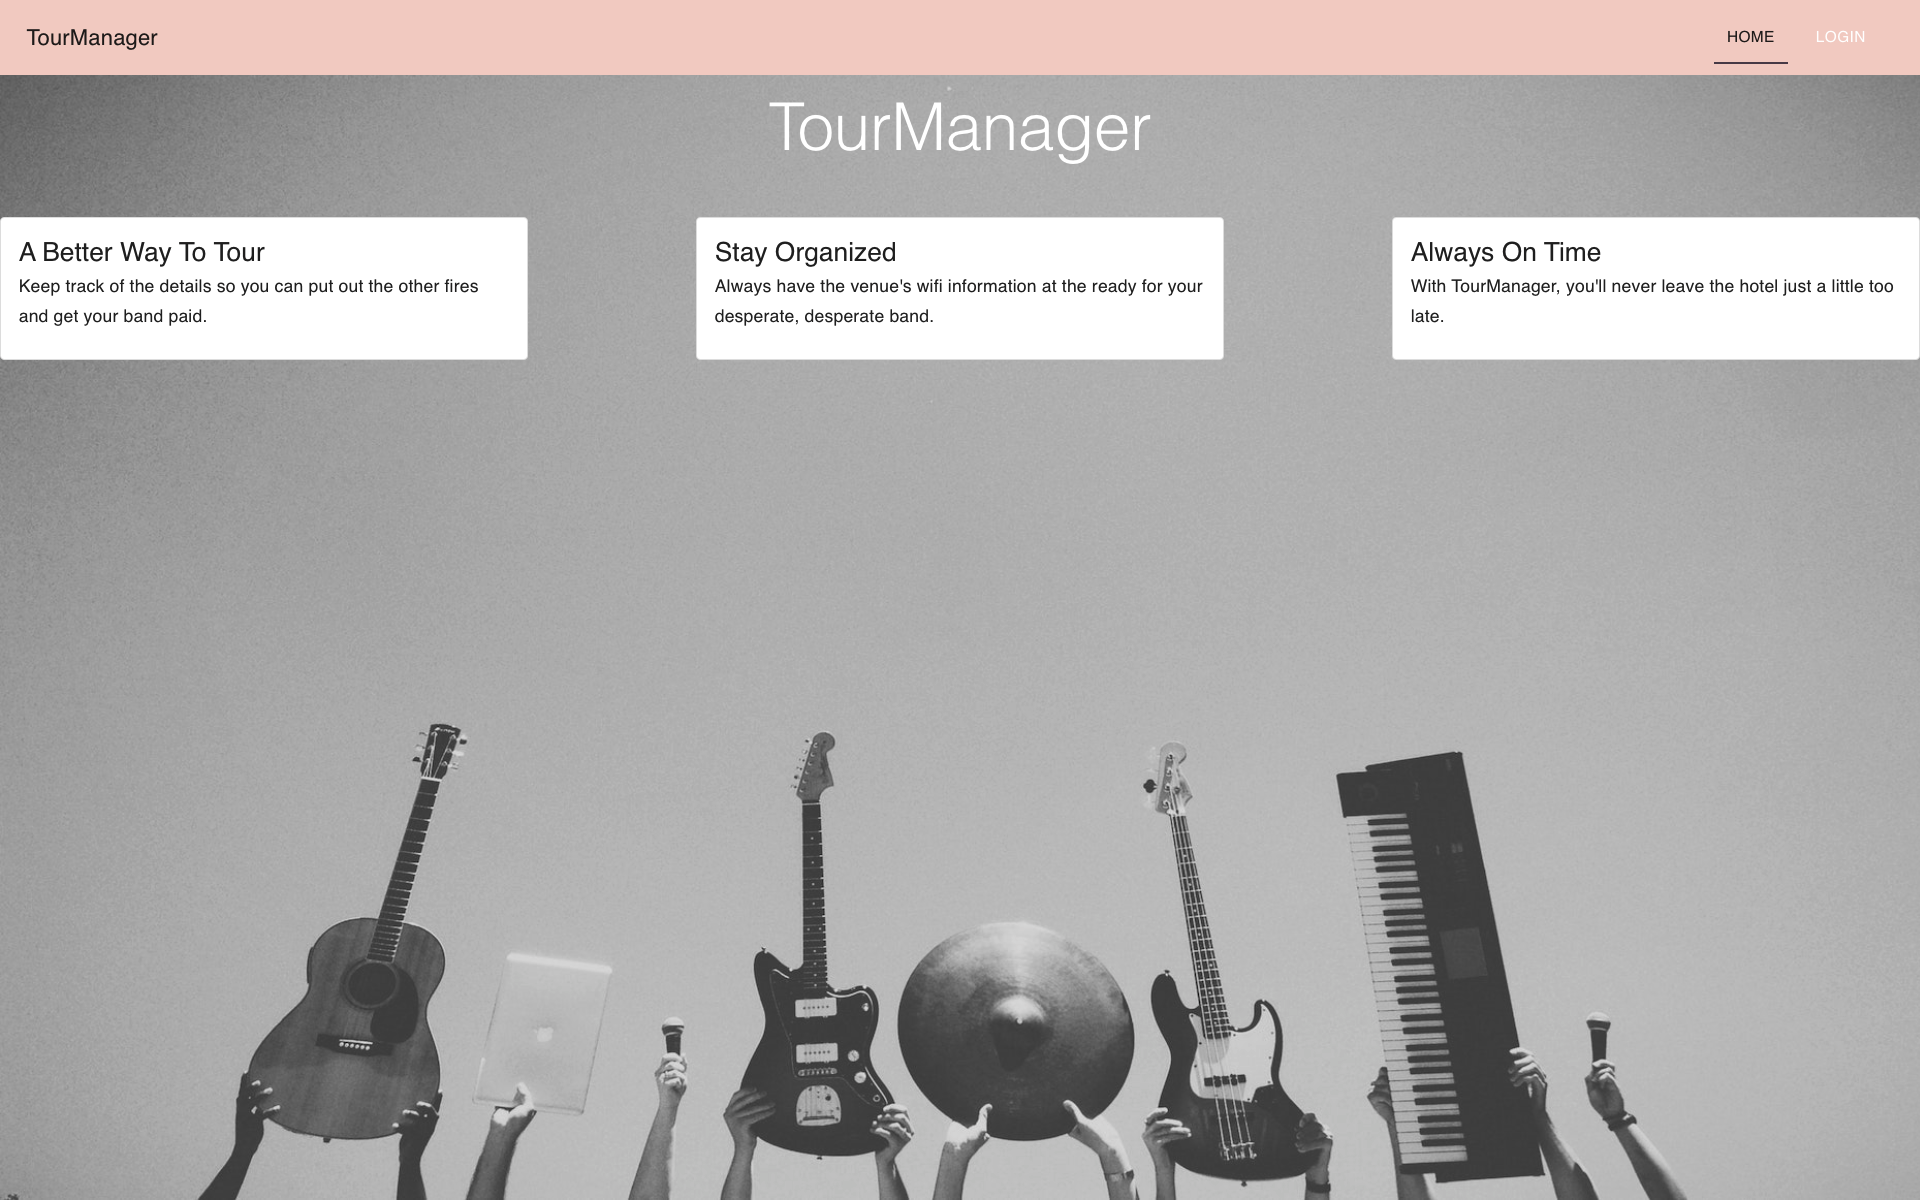 TourManager
HOME
LOGIN
TourManager
A Better Way To Tour
Keep track of the details so you can put out the other fires
and get your band paid.
Stay Organized
Always have the venue's wifi information at the ready for your
desperate, desperate band.
Always On Time
With TourManager, you'll never leave the hotel just a little too
late.